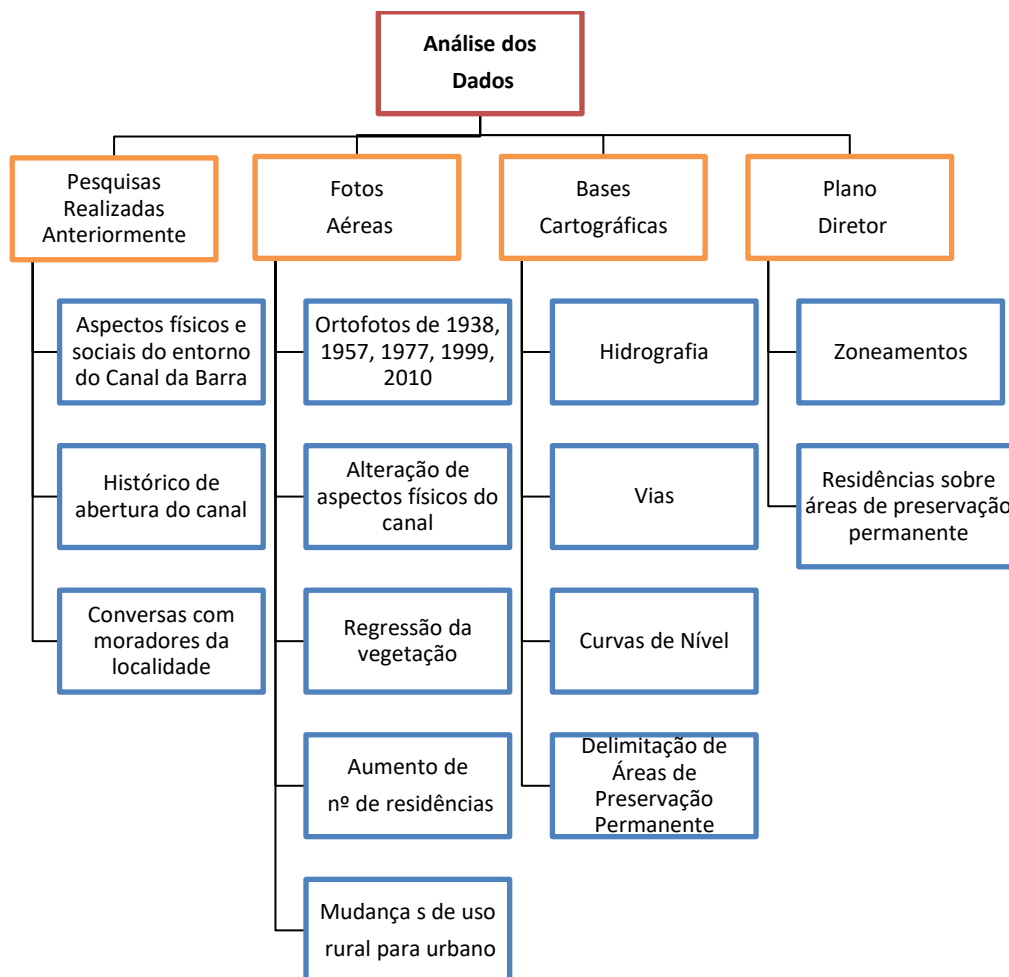 Análise dos
Dados
Pesquisas
Realizadas
Anteriormente
Fotos
Aéreas
Bases
Cartográficas
Plano
Diretor
Aspectos físicos e
sociais do entorno
do Canal da Barra
Histórico de
abertura do canal
Conversas com
moradores da
localidade
Ortofotos de 1938,
1957, 1977, 1999,
2010
Alteração de
aspectos físicos do
canal
Regressão da
vegetação
Aumento de
nº de residências
Mudança s de uso
rural para urbano
Hidrografia
Vias
Curvas de Nível
Delimitação de
Áreas de
Preservação
Permanente
Zoneamentos
Residências sobre
áreas de preservação
permanente